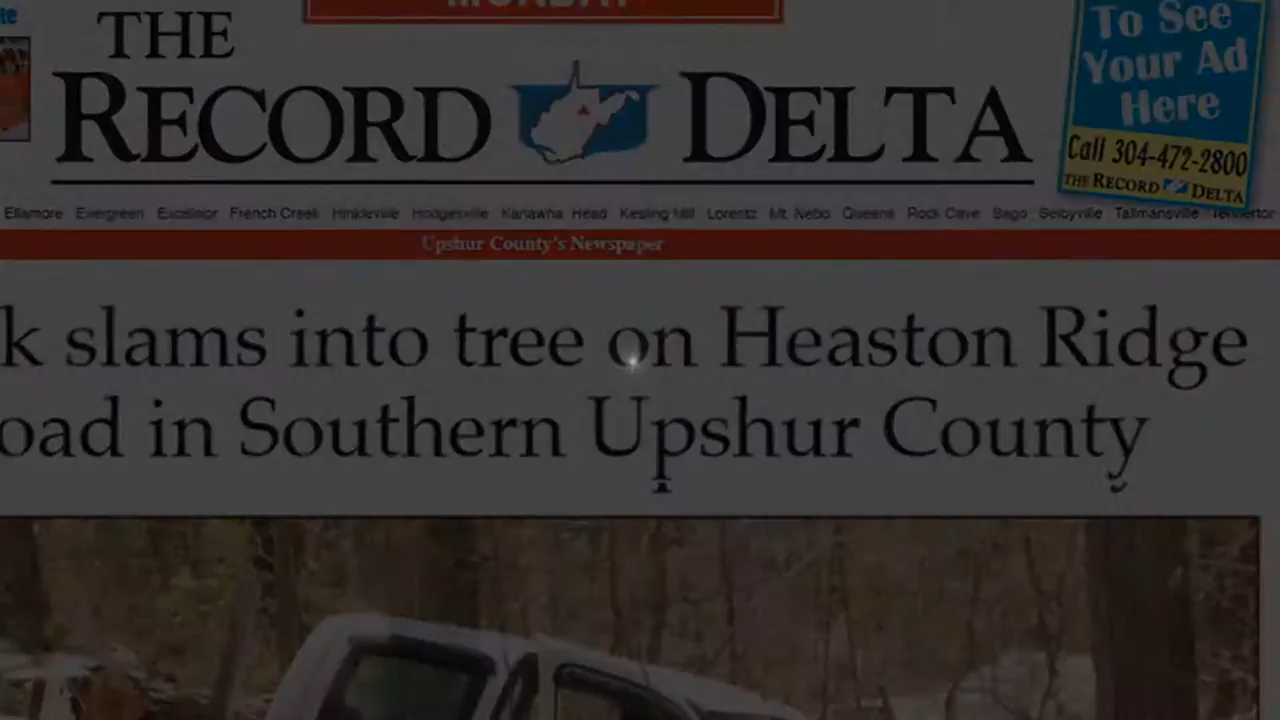 To See
Your Ad
Here
Call 304-472-2800
THE RECORD DELTA
THE
RECORD DELTA
Ellamore Evergreen Excelsior French Creek Hinkleville Hodgesville Kanawha Head Kesling Mill Lorentz Mt. Nebo Queens Rock Cave Sago Selbyville Tallmansville Tennerton
Upshur County's Newspaper
k slams into tree on Heaston Ridge
oad in Southern Upshur County